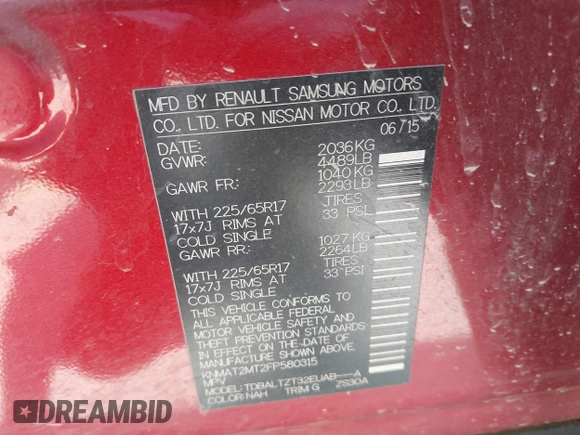 MFD BY RENAULT SAMSUNG MOTORS
CO., LTD. FOR NISSAN MOTOR CO., LTD.
DATE: 06/15
GVWR: 2036KG
4489LB
GAWR FR: 1040 KG
2293LB
WITH 225/65R17 TIRES
17x7J RIMS AT 33 PSI
COLD SINGLE
GAWR RR: 1027 KG
2264LB
WITH 225/65R17 TIRES
17x7J RIMS AT 33 PSI
COLD SINGLE
THIS VEHICLE CONFORMS TO
ALL APPLICABLE FEDERAL
MOTOR VEHICLE SAFETY AND
THEFT PREVENTION STANDARDS
IN EFFECT ON THE DATE OF
MANUFACTURE SHOWN ABOVE.
KNMAT2MT2FP580315
MPV
MODEL: TDBALTZT32EUAB----A
COLOR: NAH TRIM: G ZS30A
DREAMBID